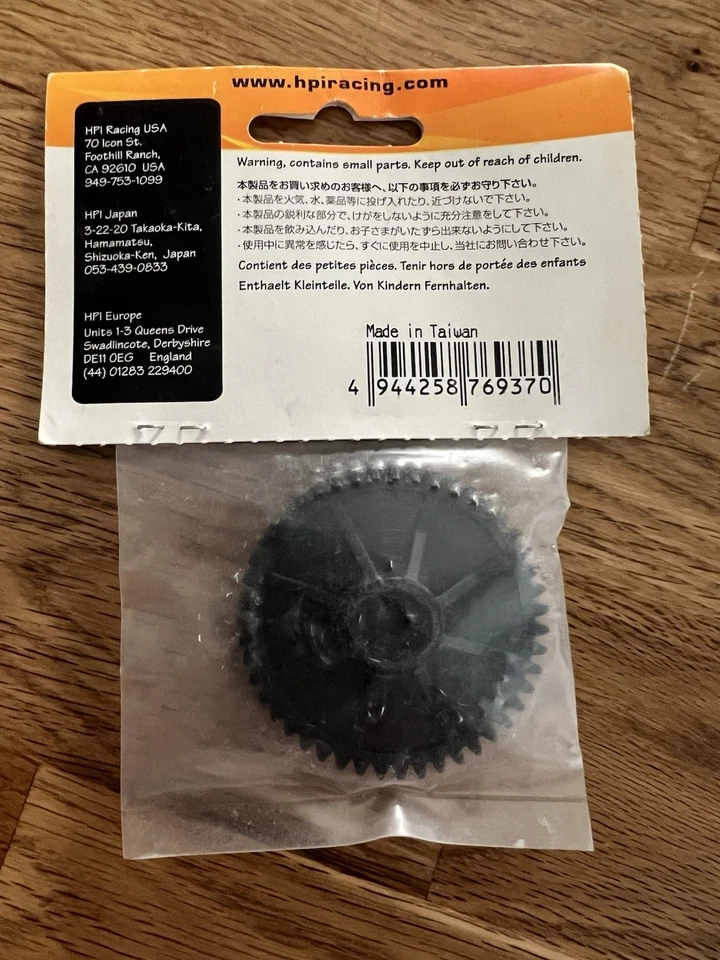 www.hpiracing.com
HPI Racing USA
70 Icon St.
Foothill Ranch,
CA 92610 USA
949-753-1099
HPI Japan
3-22-20 Takaoka-Kita,
Hamamatsu,
Shizuoka-Ken, Japan
053-439-0833
HPI Europe
Units 1-3 Queens Drive
Swadlincote, Derbyshire
DE11 0EG England
(44) 01283 229400
Warning, contains small parts. Keep out of reach of children.
本製品をお買い求めのお客様へ、以下の事項を必ずお守り下さい。
・本製品を火気、水、薬品等に投げ入れたり、近づけないで下さい。
・本製品の鋭利な部分で、けがをしないように充分注意をして下さい。
・本製品を飲み込んだり、お子さまがいたずら出来ないようにして下さい。
・使用中に異常を感じたら、すぐに使用を中止し、当社にお問い合わせ下さい。
Contient des petites pièces. Tenir hors de portée des enfants
Enthaelt Kleinteile. Von Kindern Fernhalten.
Made in Taiwan
4 944258 769370